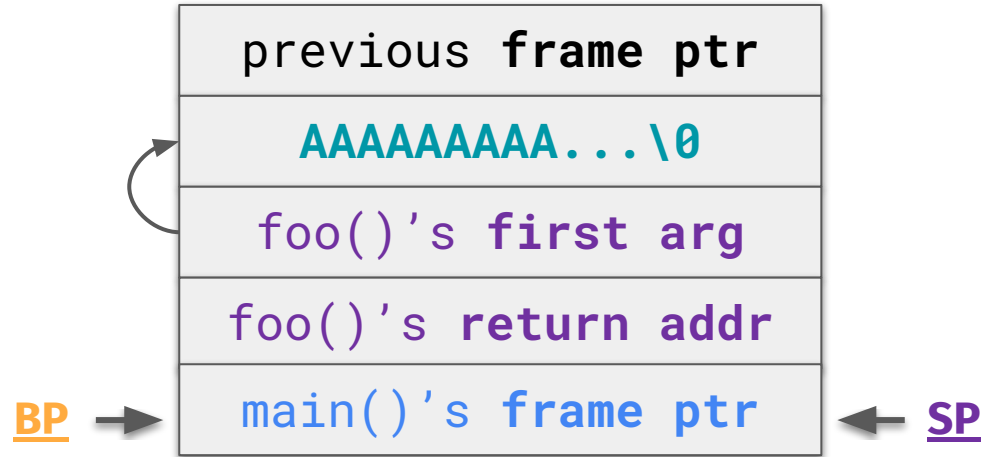 previous frame ptr
AAAAAAAAA...\0
foo()’s first arg
foo()’s return addr
BP main()’s frame ptr SP